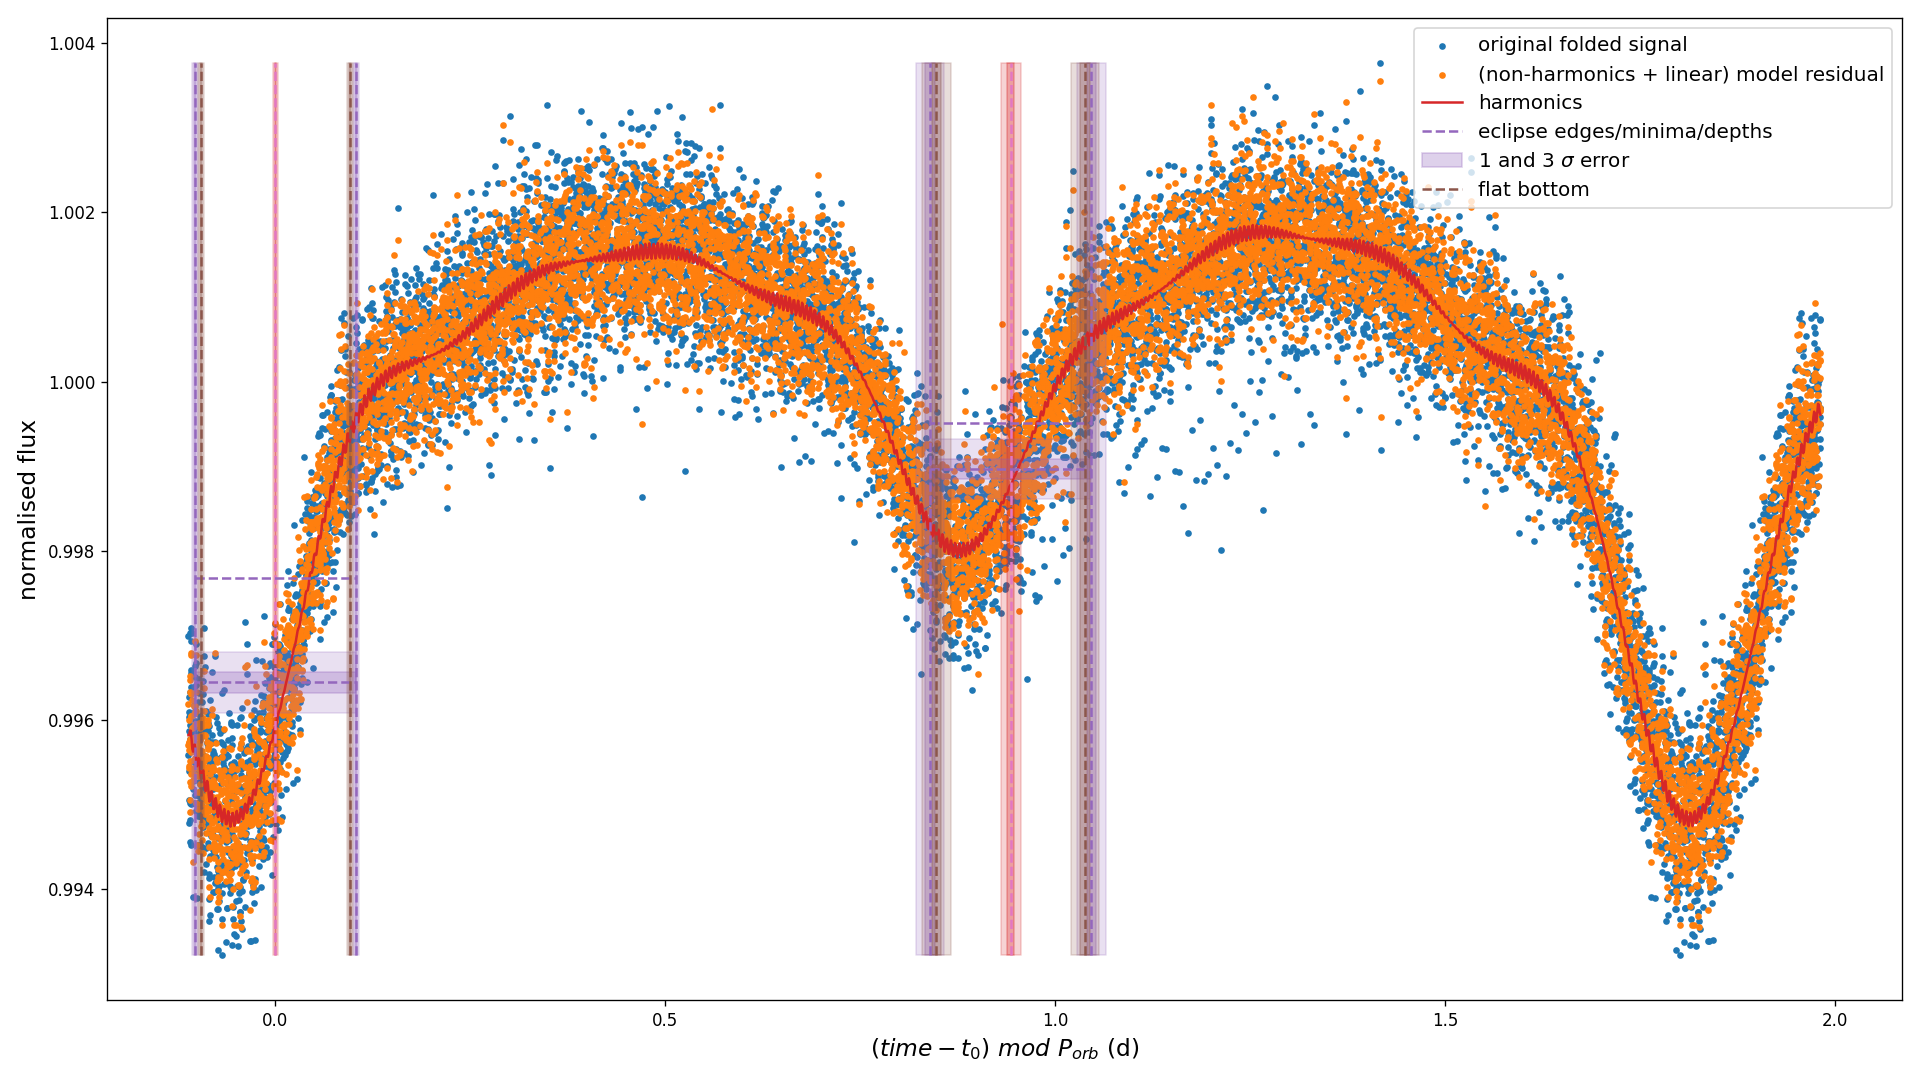 original folded signal
(non-harmonics + linear) model residual
harmonics
eclipse edges/minima/depths
1 and 3 σ error
flat bottom
1.004
1.002
1.000
0.998
0.996
0.994
normalised flux
0.0 0.5 1.0 1.5 2.0
(time − t₀) mod Pₒᵣᵦ (d)